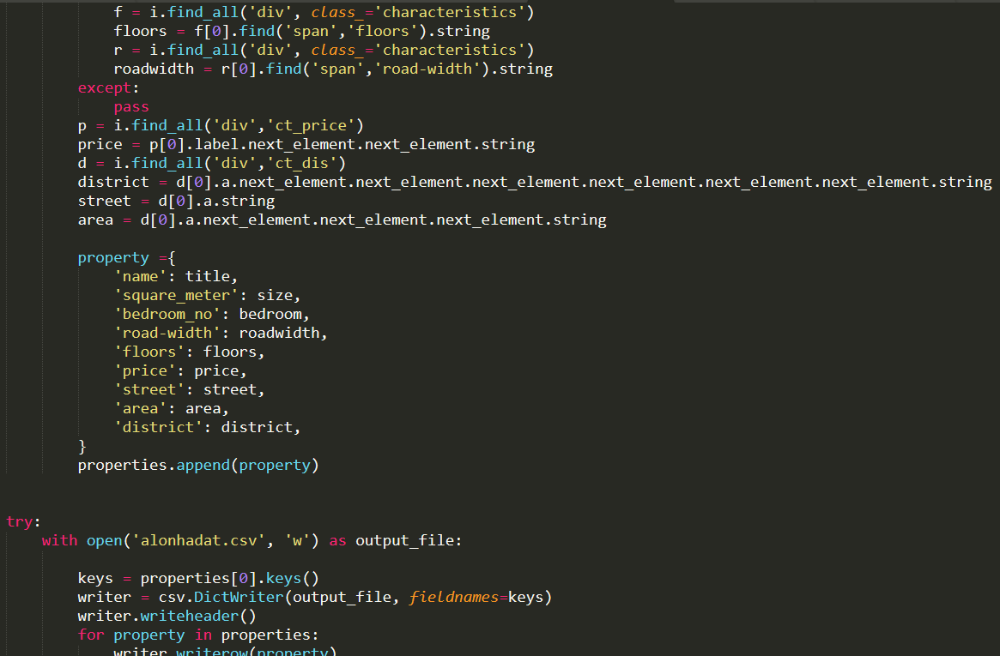 f = i.find_all('div', class_='characteristics')
floors = f[0].find('span','floors').string
r = i.find_all('div', class_='characteristics')
roadwidth = r[0].find('span','road-width').string
except:
pass
p = i.find_all('div','ct_price')
price = p[0].label.next_element.next_element.string
d = i.find_all('div','ct_dis')
district = d[0].a.next_element.next_element.next_element.next_element.next_element.next_element.string
street = d[0].a.string
area = d[0].a.next_element.next_element.next_element.string
property ={
'name': title,
'square_meter': size,
'bedroom_no': bedroom,
'road-width': roadwidth,
'floors': floors,
'price': price,
'street': street,
'area': area,
'district': district,
}
properties.append(property)
try:
with open('alonhadat.csv', 'w') as output_file:
keys = properties[0].keys()
writer = csv.DictWriter(output_file, fieldnames=keys)
writer.writeheader()
for property in properties:
writer.writerow(property)